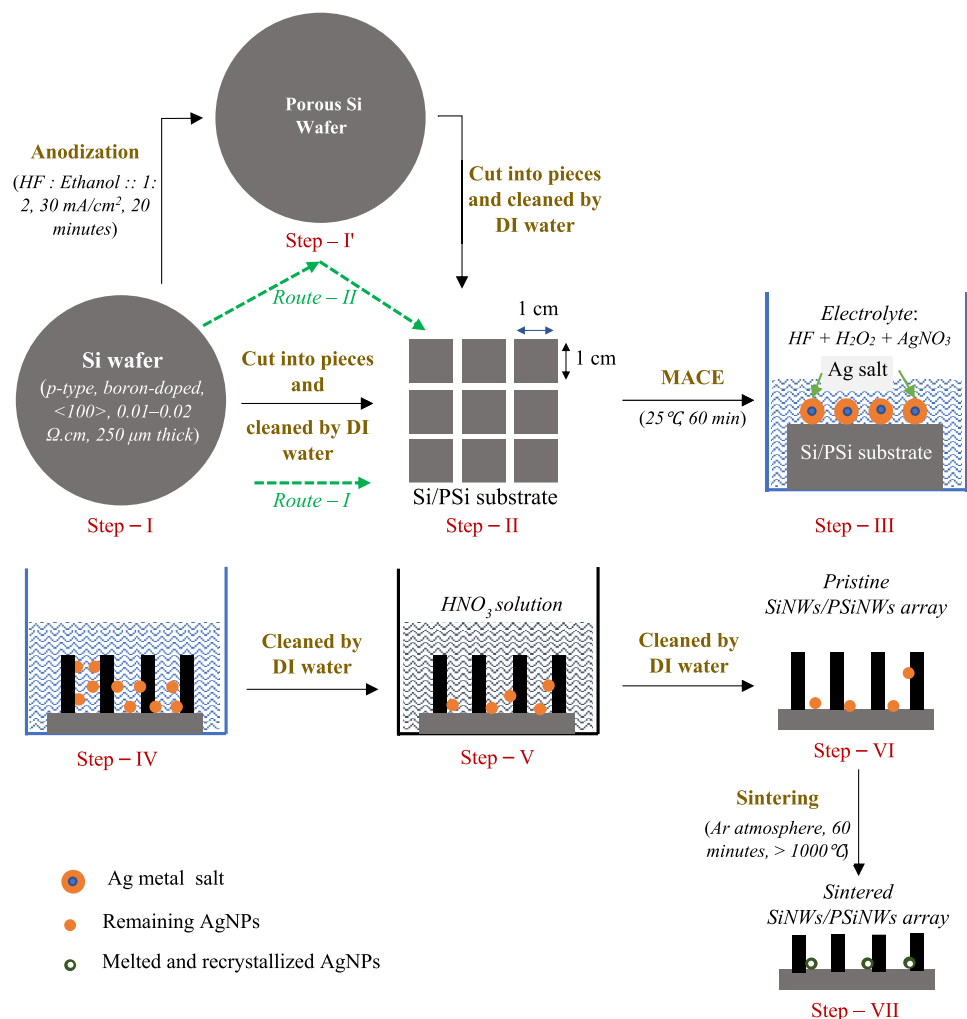 Porous Si
Wafer
Anodization
(HF : Ethanol :: 1:
2, 30 mA/cm², 20
minutes)
Cut into pieces
and cleaned by
DI water
Step – I'
Route – II
Si wafer
(p-type, boron-doped,
<100>, 0.01–0.02
Ω.cm, 250 μm thick)
Step – I
Cut into pieces
and
cleaned by DI
water
Route – I
1 cm
1 cm
Si/PSi substrate
Step – II
MACE
(25℃, 60 min)
Electrolyte:
HF + H₂O₂ + AgNO₃
Ag salt
Si/PSi substrate
Step – III
Step – IV
Cleaned by
DI water
HNO₃ solution
Step – V
Cleaned by
DI water
Pristine
SiNWs/PSiNWs array
Step – VI
Sintering
(Ar atmosphere, 60
minutes, > 1000℃)
Sintered
SiNWs/PSiNWs array
Step – VII
Ag metal salt
Remaining AgNPs
Melted and recrystallized AgNPs